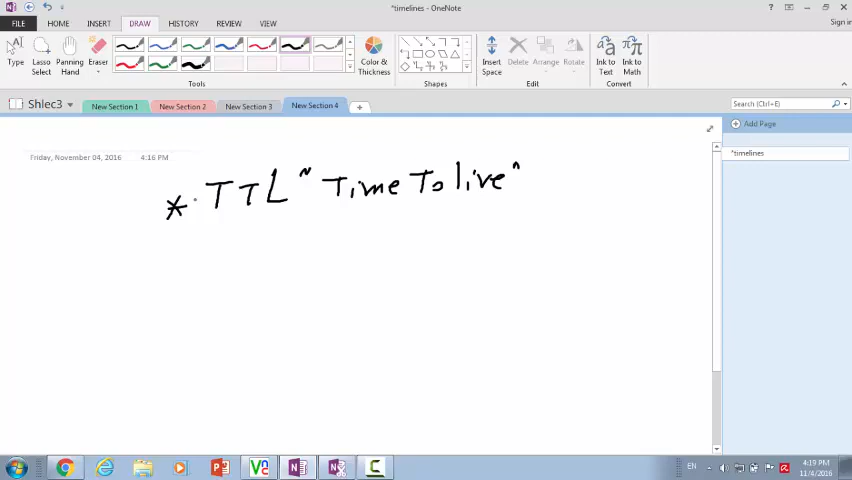 *timelines - OneNote
FILE HOME INSERT DRAW HISTORY REVIEW VIEW Sign in
Type Lasso Select Panning Hand Eraser Color & Thickness Insert Space Delete Arrange Rotate Ink to Text Ink to Math
Tools Shapes Edit Convert
Shlec3 New Section 1 New Section 2 New Section 3 New Section 4 Search (Ctrl+E)
Add Page
*timelines
Friday, November 04, 2016 4:16 PM
* TTL " Time To live "
EN 4:19 PM
11/4/2016